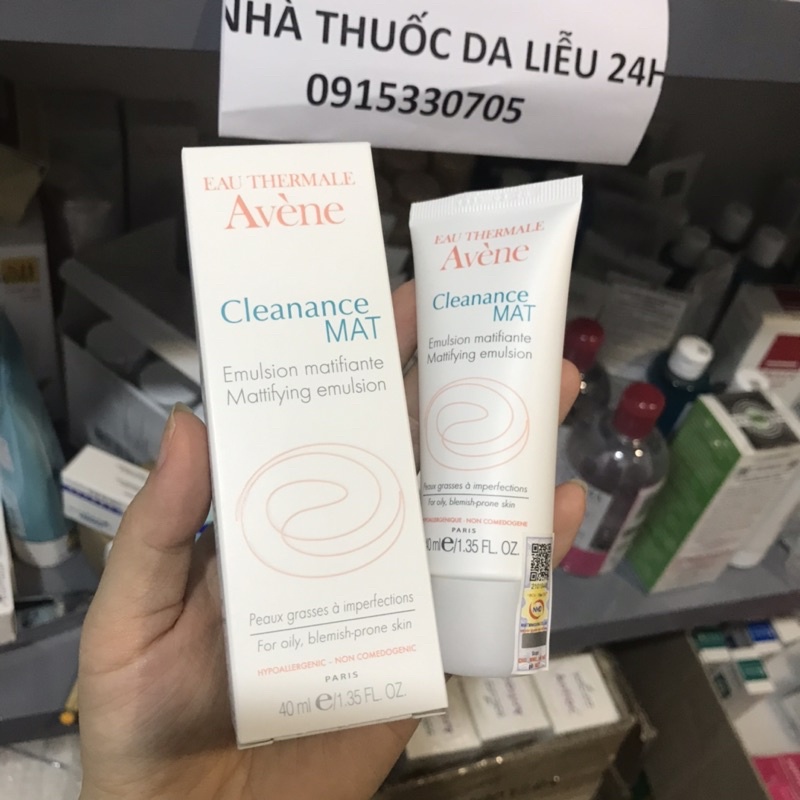 NHÀ THUỐC DA LIỄU 24H
0915330705
EAU THERMALE
Avène
Cleanance
MAT
Emulsion matifiante
Mattifying emulsion
Peaux grasses à imperfections
For oily, blemish-prone skin
HYPOALLERGENIC - NON COMEDOGENIC
PARIS
40 ml e/1.35 FL. OZ.
EAU THERMALE
Avène
Cleanance
MAT
Emulsion matifiante
Mattifying emulsion
Peaux grasses à imperfections
For oily, blemish-prone skin
NON COMEDOGENE
PARIS
e/1.35 FL. OZ.